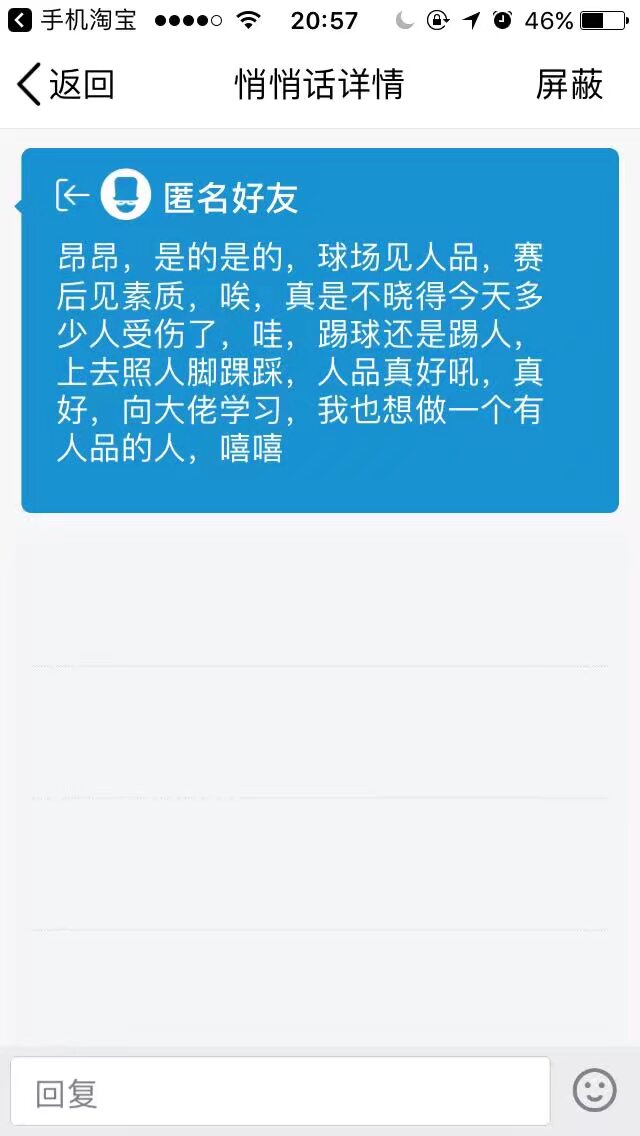 手机淘宝 20:57 46%
返回 悄悄话详情 屏蔽
匿名好友
昂昂，是的是的，球场见人品，赛
后见素质，唉，真是不晓得今天多
少人受伤了，哇，踢球还是踢人，
上去照人脚踝踩，人品真好吼，真
好，向大佬学习，我也想做一个有
人品的人，嘻嘻
回复